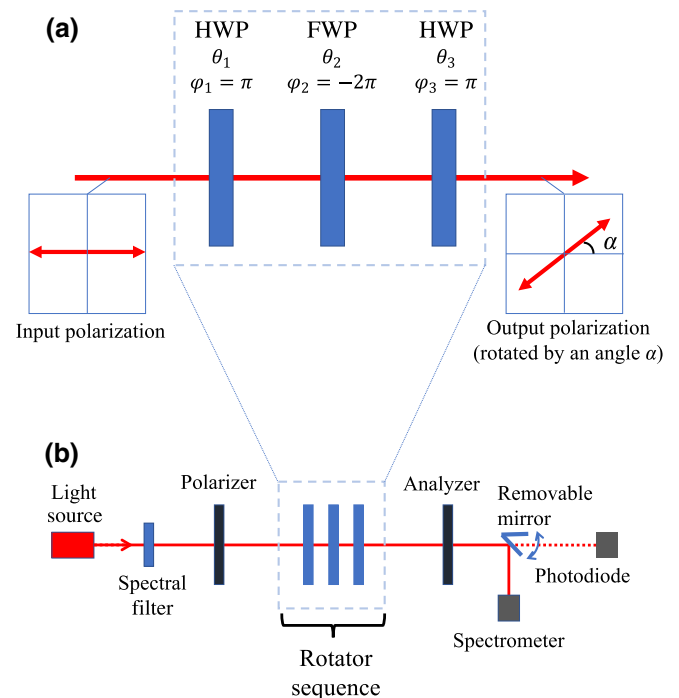 (a)
HWP FWP HWP
θ₁ θ₂ θ₃
φ₁ = π φ₂ = −2π φ₃ = π
α
Input polarization
Output polarization
(rotated by an angle α)
(b)
Light
source
Spectral
filter
Polarizer
Analyzer
Removable
mirror
Photodiode
Spectrometer
Rotator
sequence